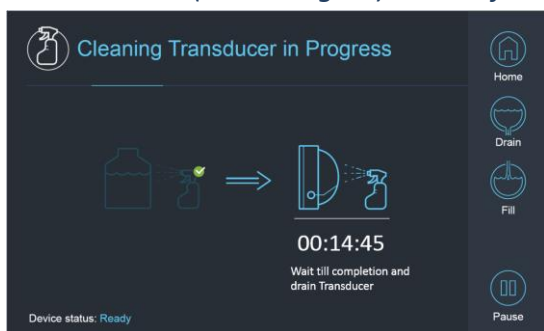 Cleaning Transducer in Progress
Home
Drain
Fill
00:14:45
Wait till completion and
drain Transducer
Device status: Ready
Pause